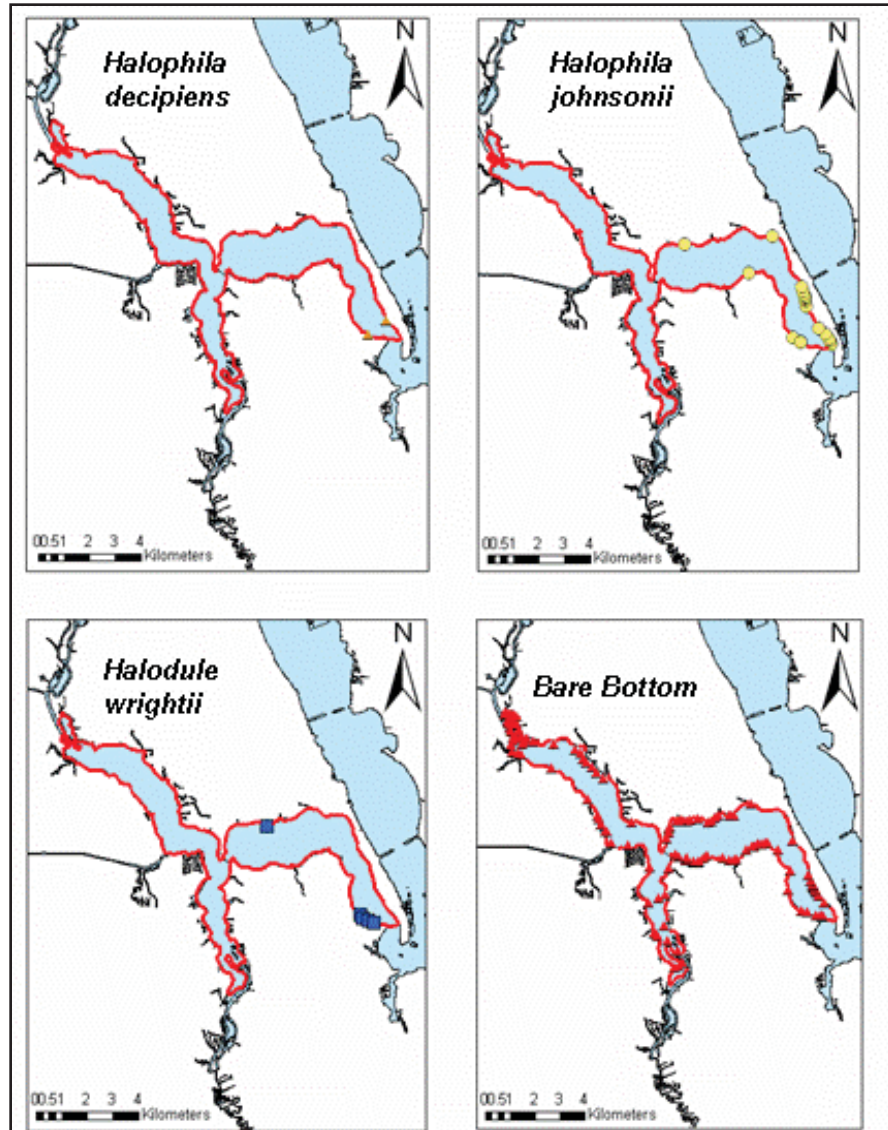 Halophila
decipiens
N
00.51 2 3 4
Kilometers
Halophila
johnsonii
N
00.51 2 3 4
Kilometers
Halodule
wrightii
N
00.51 2 3 4
Kilometers
Bare Bottom
N
00.51 2 3 4
Kilometers